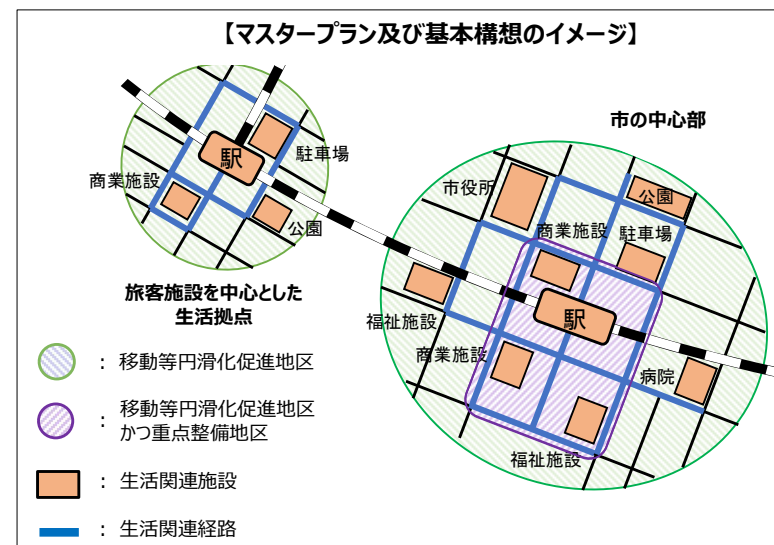 【マスタープラン及び基本構想のイメージ】
市の中心部
駅
駐車場
商業施設
公園
旅客施設を中心とした
生活拠点
市役所
公園
商業施設
駐車場
福祉施設
駅
商業施設
病院
福祉施設
：移動等円滑化促進地区
：移動等円滑化促進地区
かつ重点整備地区
：生活関連施設
：生活関連経路